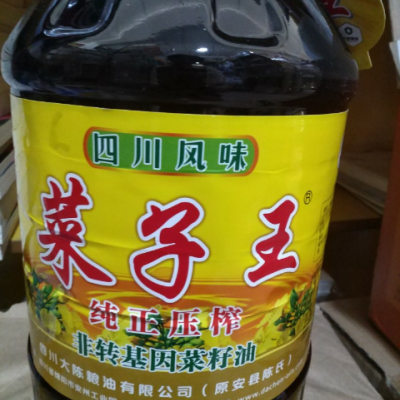 四川风味
菜子王®
纯正压榨
非转基因菜籽油
四川大陈粮油有限公司（原安县陈氏）